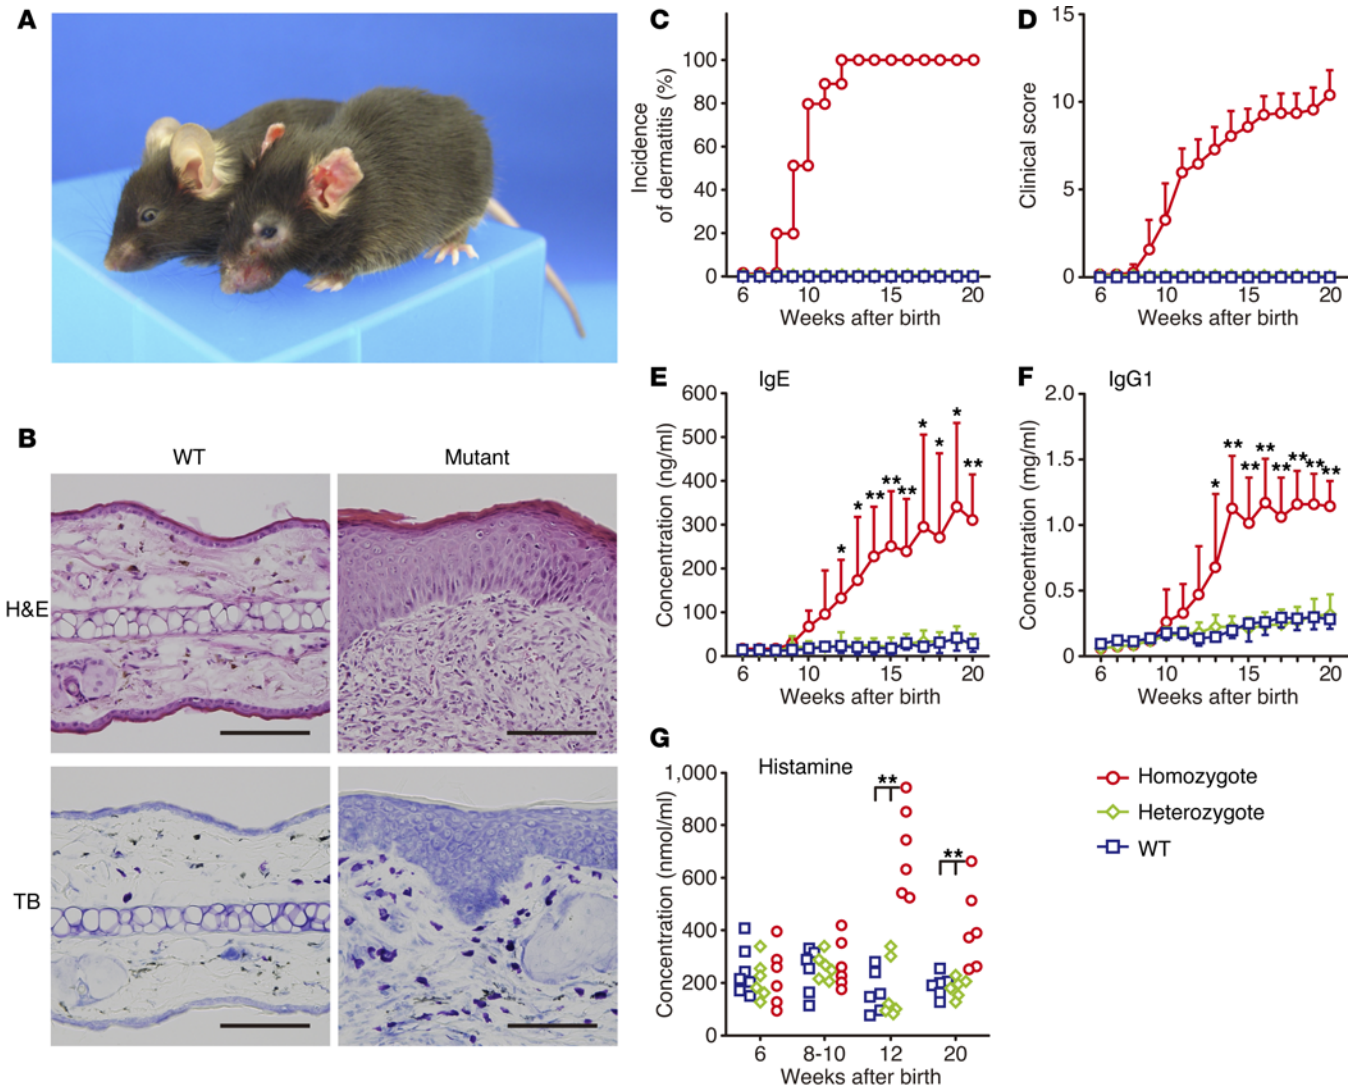 A
B
WT Mutant
H&E
TB
C
Incidence
of dermatitis (%)
100
80
60
40
20
0
6 10 15 20
Weeks after birth
D
Clinical score
15
10
5
0
6 10 15 20
Weeks after birth
E IgE
Concentration (ng/ml)
600
500
* *
400 *
** **
300 * ** **
200 *
100
0
6 10 15 20
Weeks after birth
F IgG1
Concentration (mg/ml)
2.0
1.5 ** ** ** ** ** ** **
*
1.0
0.5
0
6 10 15 20
Weeks after birth
G Histamine
Concentration (nmol/ml)
1,000
**
800
**
600
400
200
0
6 8-10 12 20
Weeks after birth
Homozygote
Heterozygote
WT